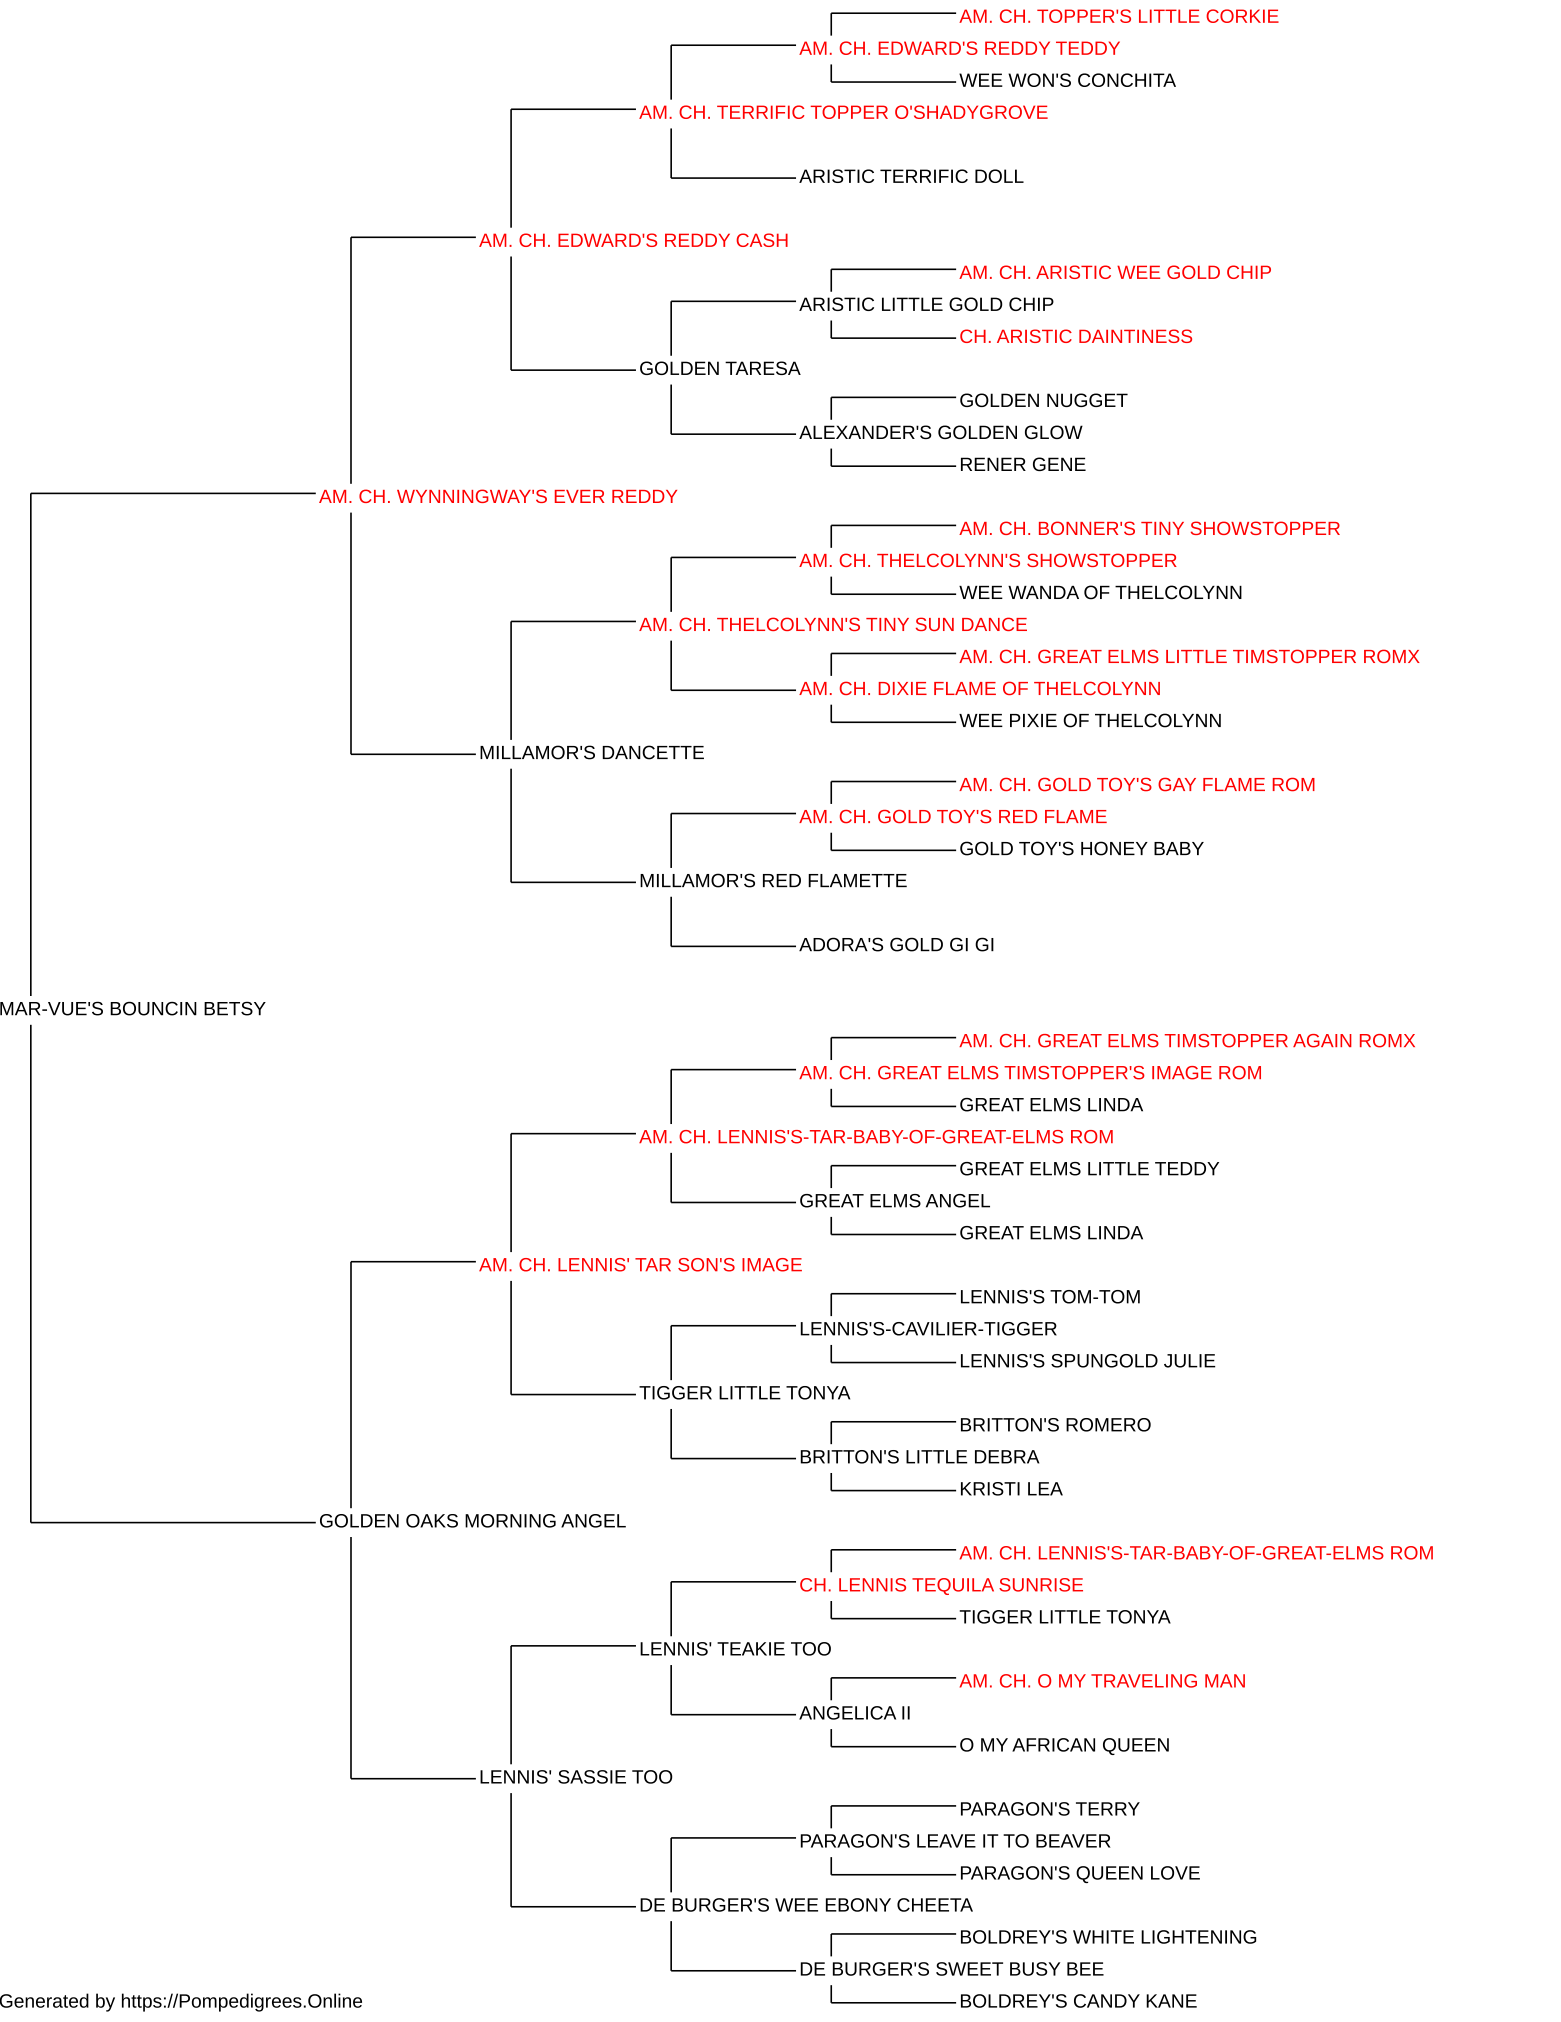 AM. CH. TOPPER'S LITTLE CORKIE
AM. CH. EDWARD'S REDDY TEDDY
WEE WON'S CONCHITA
AM. CH. TERRIFIC TOPPER O'SHADYGROVE
ARISTIC TERRIFIC DOLL
AM. CH. EDWARD'S REDDY CASH
AM. CH. ARISTIC WEE GOLD CHIP
ARISTIC LITTLE GOLD CHIP
CH. ARISTIC DAINTINESS
GOLDEN TARESA
GOLDEN NUGGET
ALEXANDER'S GOLDEN GLOW
RENER GENE
AM. CH. WYNNINGWAY'S EVER REDDY
AM. CH. BONNER'S TINY SHOWSTOPPER
AM. CH. THELCOLYNN'S SHOWSTOPPER
WEE WANDA OF THELCOLYNN
AM. CH. THELCOLYNN'S TINY SUN DANCE
AM. CH. GREAT ELMS LITTLE TIMSTOPPER ROMX
AM. CH. DIXIE FLAME OF THELCOLYNN
WEE PIXIE OF THELCOLYNN
MILLAMOR'S DANCETTE
AM. CH. GOLD TOY'S GAY FLAME ROM
AM. CH. GOLD TOY'S RED FLAME
GOLD TOY'S HONEY BABY
MILLAMOR'S RED FLAMETTE
ADORA'S GOLD GI GI
MAR-VUE'S BOUNCIN BETSY
AM. CH. GREAT ELMS TIMSTOPPER AGAIN ROMX
AM. CH. GREAT ELMS TIMSTOPPER'S IMAGE ROM
GREAT ELMS LINDA
AM. CH. LENNIS'S-TAR-BABY-OF-GREAT-ELMS ROM
GREAT ELMS LITTLE TEDDY
GREAT ELMS ANGEL
GREAT ELMS LINDA
AM. CH. LENNIS' TAR SON'S IMAGE
LENNIS'S TOM-TOM
LENNIS'S-CAVILIER-TIGGER
LENNIS'S SPUNGOLD JULIE
TIGGER LITTLE TONYA
BRITTON'S ROMERO
BRITTON'S LITTLE DEBRA
KRISTI LEA
GOLDEN OAKS MORNING ANGEL
AM. CH. LENNIS'S-TAR-BABY-OF-GREAT-ELMS ROM
CH. LENNIS TEQUILA SUNRISE
TIGGER LITTLE TONYA
LENNIS' TEAKIE TOO
AM. CH. O MY TRAVELING MAN
ANGELICA II
O MY AFRICAN QUEEN
LENNIS' SASSIE TOO
PARAGON'S TERRY
PARAGON'S LEAVE IT TO BEAVER
PARAGON'S QUEEN LOVE
DE BURGER'S WEE EBONY CHEETA
BOLDREY'S WHITE LIGHTENING
DE BURGER'S SWEET BUSY BEE
BOLDREY'S CANDY KANE
Generated by https://Pompedigrees.Online